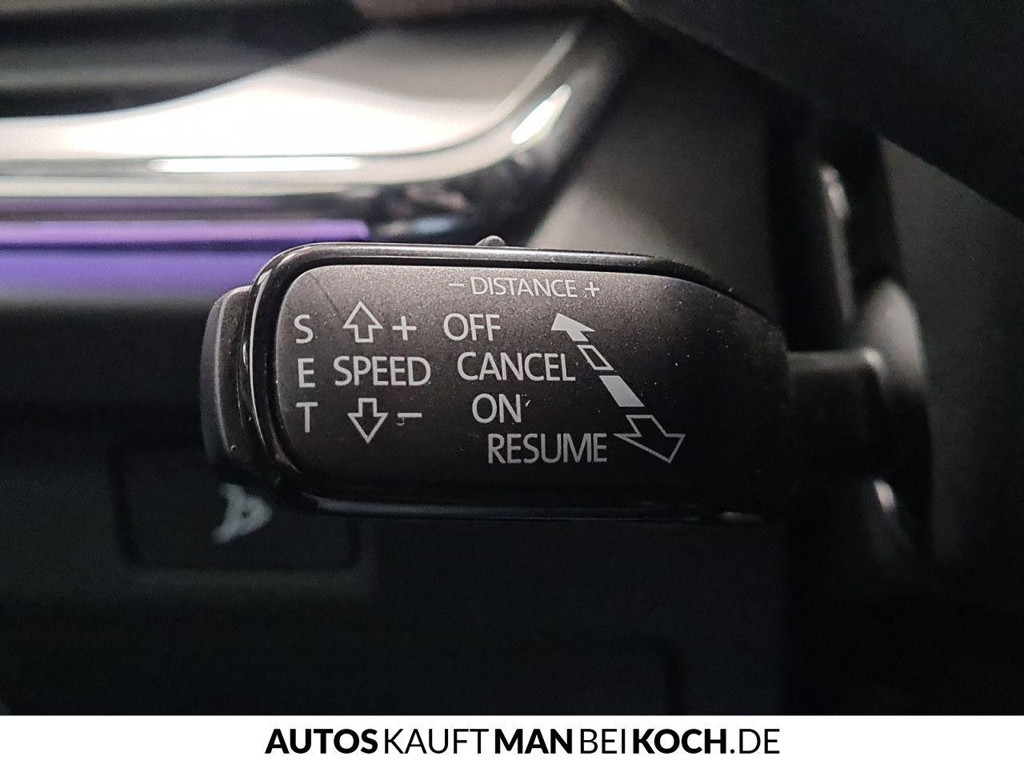 - DISTANCE +
S + OFF
E SPEED CANCEL
T - ON
RESUME
AUTOSKAUFTMANBEIKOCH.DE